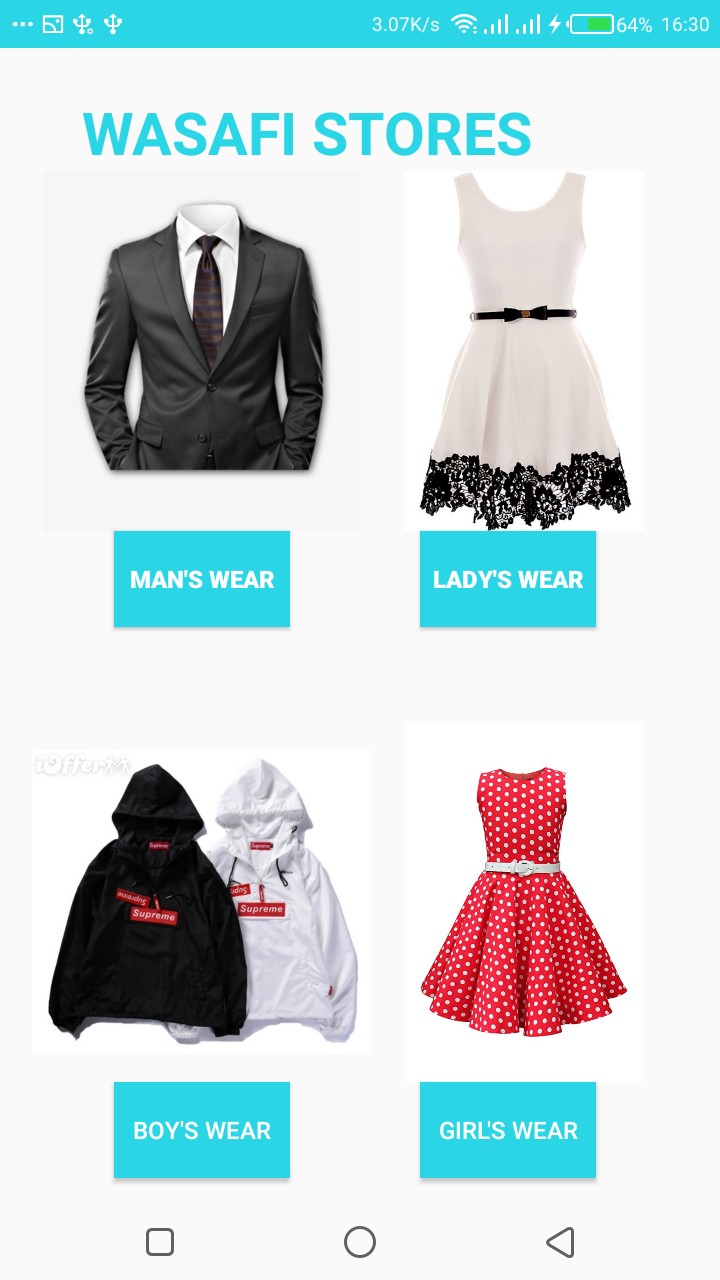 3.07K/s 64% 16:30
WASAFI STORES
MAN'S WEAR
LADY'S WEAR
iOffer
Supreme
Supreme
Supreme
Supreme
Supreme
Supreme
BOY'S WEAR
GIRL'S WEAR